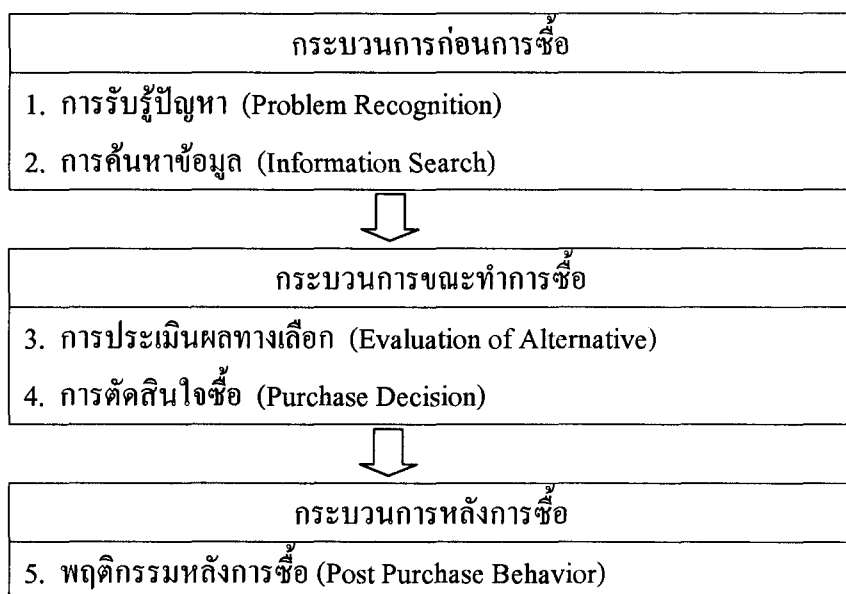 กระบวนการก่อนการซื้อ
1. การรับรู้ปัญหา (Problem Recognition)
2. การค้นหาข้อมูล (Information Search)
กระบวนการขณะทำการซื้อ
3. การประเมินผลทางเลือก (Evaluation of Alternative)
4. การตัดสินใจซื้อ (Purchase Decision)
กระบวนการหลังการซื้อ
5. พฤติกรรมหลังการซื้อ (Post Purchase Behavior)